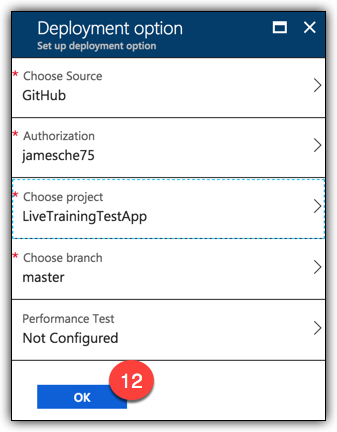 Deployment option
Set up deployment option
* Choose Source
GitHub
* Authorization
jamesche75
* Choose project
LiveTrainingTestApp
* Choose branch
master
Performance Test
Not Configured
12
OK